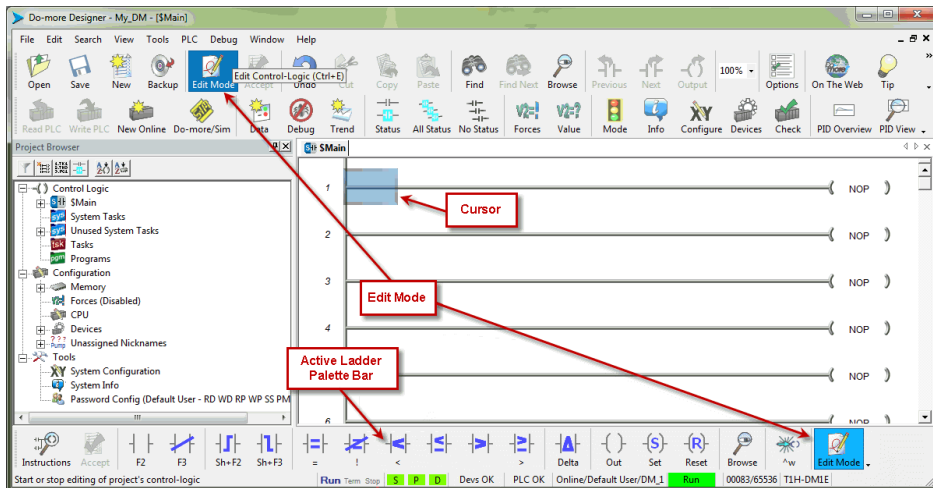 Do-more Designer - My_DM - [$Main]
File Edit Search View Tools PLC Debug Window Help
Open Save New Backup Edit Mode Accept Undo Cut Copy Paste Find Find Next Browse Previous Next Output 100% Options On The Web Tip
Edit Control-Logic (Ctrl+E)
Read PLC Write PLC New Online Do-more/Sim Data Debug Trend Status All Status No Status Forces Value Mode Info Configure Devices Check PID Overview PID View
Project Browser
$Main
Control Logic
$Main
System Tasks
Unused System Tasks
Tasks
Programs
Configuration
Memory
Forces (Disabled)
CPU
Devices
Unassigned Nicknames
Tools
System Configuration
System Info
Password Config (Default User - RD WD RP WP SS PM
1 NOP
Cursor
2 NOP
3 NOP
Edit Mode
4 NOP
Active Ladder
Palette Bar
NOP
6 NOP
Instructions Accept F2 F3 Sh+F2 Sh+F3 = ! < > Delta Out Set Reset Browse ^w Edit Mode
Start or stop editing of project's control-logic
Run Term Stop S P D Devs OK PLC OK Online/Default User/DM_1 Run 00083/65536 T1H-DM1E